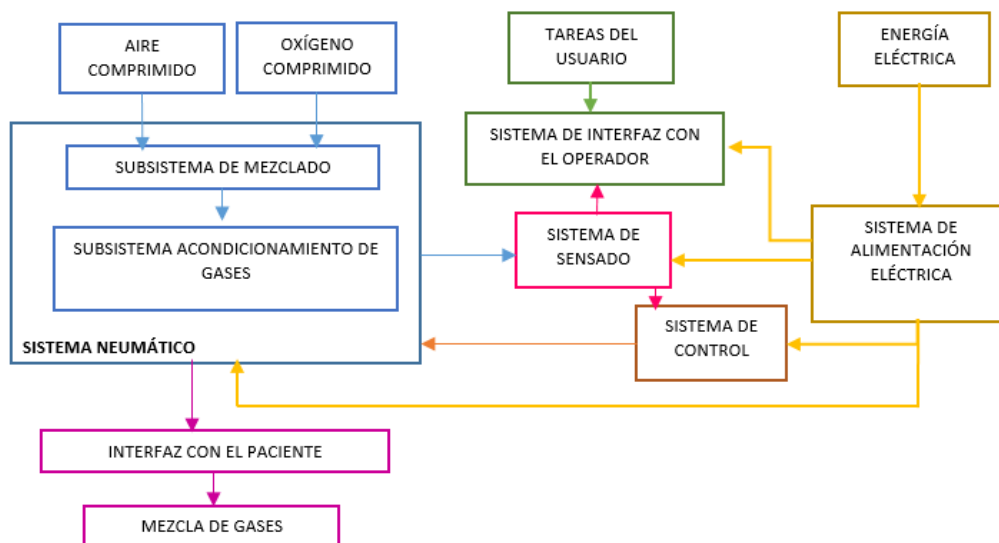 AIRE
COMPRIMIDO
OXÍGENO
COMPRIMIDO
TAREAS DEL
USUARIO
ENERGÍA
ELÉCTRICA
SUBSISTEMA DE MEZCLADO
SISTEMA DE INTERFAZ CON
EL OPERADOR
SUBSISTEMA ACONDICIONAMIENTO DE
GASES
SISTEMA DE
SENSADO
SISTEMA DE
ALIMENTACIÓN
ELÉCTRICA
SISTEMA NEUMÁTICO
SISTEMA DE
CONTROL
INTERFAZ CON EL PACIENTE
MEZCLA DE GASES